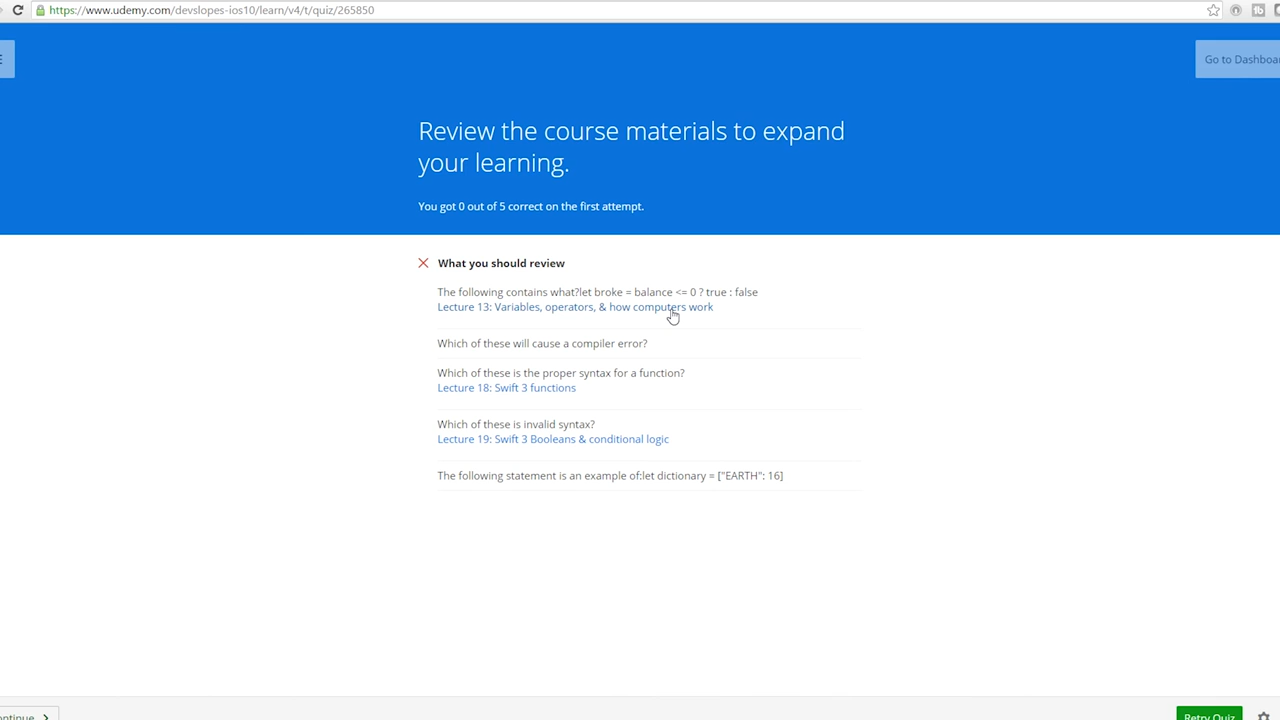 https://www.udemy.com/devslopes-ios10/learn/v4/t/quiz/265850
Go to Dashboa
Review the course materials to expand
your learning.
You got 0 out of 5 correct on the first attempt.
What you should review
The following contains what?let broke = balance <= 0 ? true : false
Lecture 13: Variables, operators, & how computers work
Which of these will cause a compiler error?
Which of these is the proper syntax for a function?
Lecture 18: Swift 3 functions
Which of these is invalid syntax?
Lecture 19: Swift 3 Booleans & conditional logic
The following statement is an example of:let dictionary = ["EARTH": 16]
ontinue
Retry Quiz